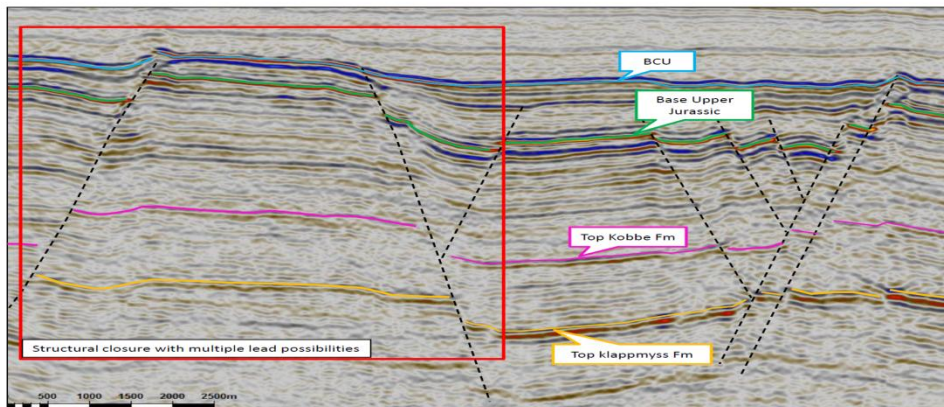 BCU
Base Upper
Jurassic
Top Kobbe Fm
Top klappmyss Fm
Structural closure with multiple lead possibilities
500 1000 1500 2000 2500m